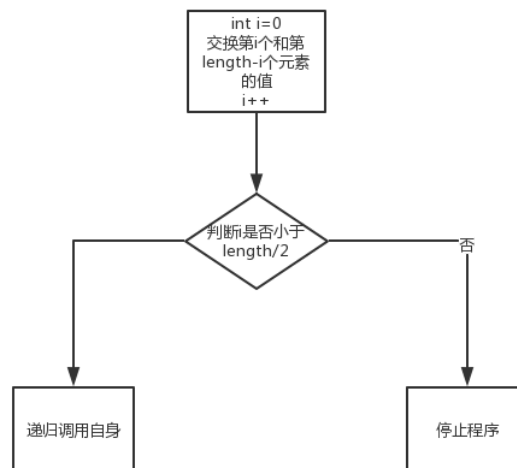 int i=0
交换第i个和第
length-i个元素
的值
i++
判断i是否小于
length/2
否
递归调用自身
停止程序